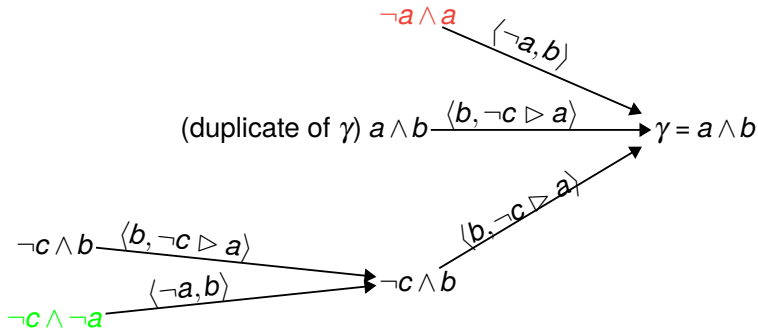 ¬a ∧ a
⟨¬a, b⟩
(duplicate of γ) a ∧ b
⟨b, ¬c ▷ a⟩
γ = a ∧ b
⟨b, ¬c ▷ a⟩
¬c ∧ b
⟨b, ¬c ▷ a⟩
⟨¬a, b⟩
¬c ∧ b
¬c ∧ ¬a